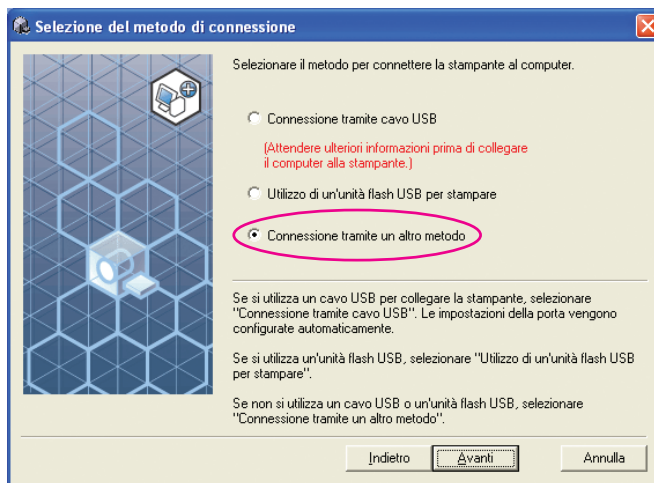 Selezione del metodo di connessione
Selezionare il metodo per connettere la stampante al computer.
Connessione tramite cavo USB
(Attendere ulteriori informazioni prima di collegare
il computer alla stampante.)
Utilizzo di un'unità flash USB per stampare
Connessione tramite un altro metodo
Se si utilizza un cavo USB per collegare la stampante, selezionare
"Connessione tramite cavo USB". Le impostazioni della porta vengono
configurate automaticamente.
Se si utilizza un'unità flash USB, selezionare "Utilizzo di un'unità flash USB
per stampare".
Se non si utilizza un cavo USB o un'unità flash USB, selezionare
"Connessione tramite un altro metodo".
Indietro Avanti Annulla